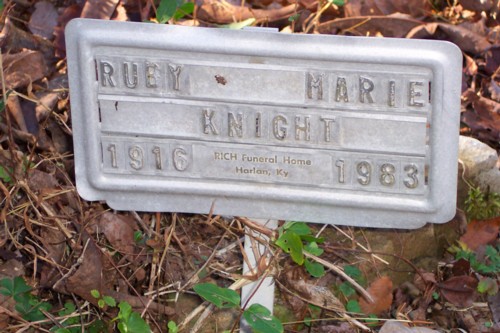 RUBY MARIE
KNIGHT
1916 RICH Funeral Home 1983
Harlan, Ky.